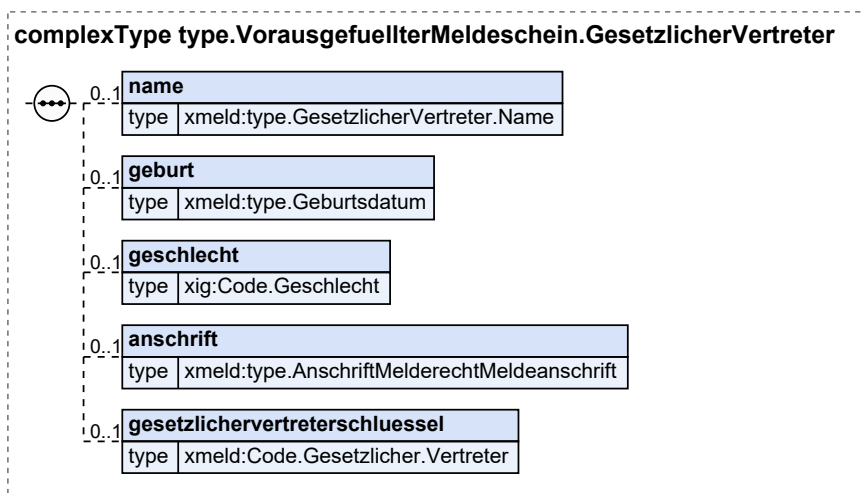 complexType type.VorausgefuellterMeldeschein.GesetzlicherVertreter
0..1 name
type xmeld:type.GesetzlicherVertreter.Name
0..1 geburt
type xmeld:type.Geburtsdatum
0..1 geschlecht
type xig:Code.Geschlecht
0..1 anschrift
type xmeld:type.AnschriftMelderechtMeldeanschrift
0..1 gesetzlichervertreterschluessel
type xmeld:Code.Gesetzlicher.Vertreter